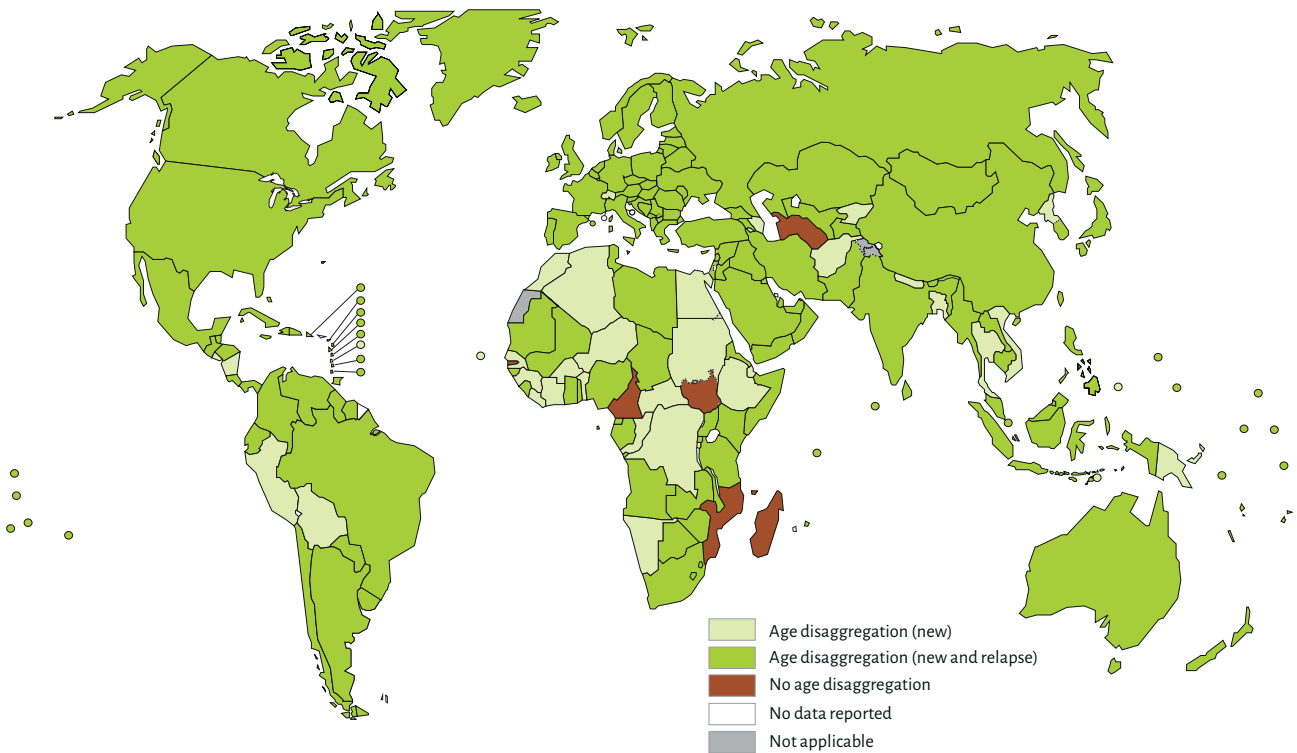 Age disaggregation (new)
Age disaggregation (new and relapse)
No age disaggregation
No data reported
Not applicable